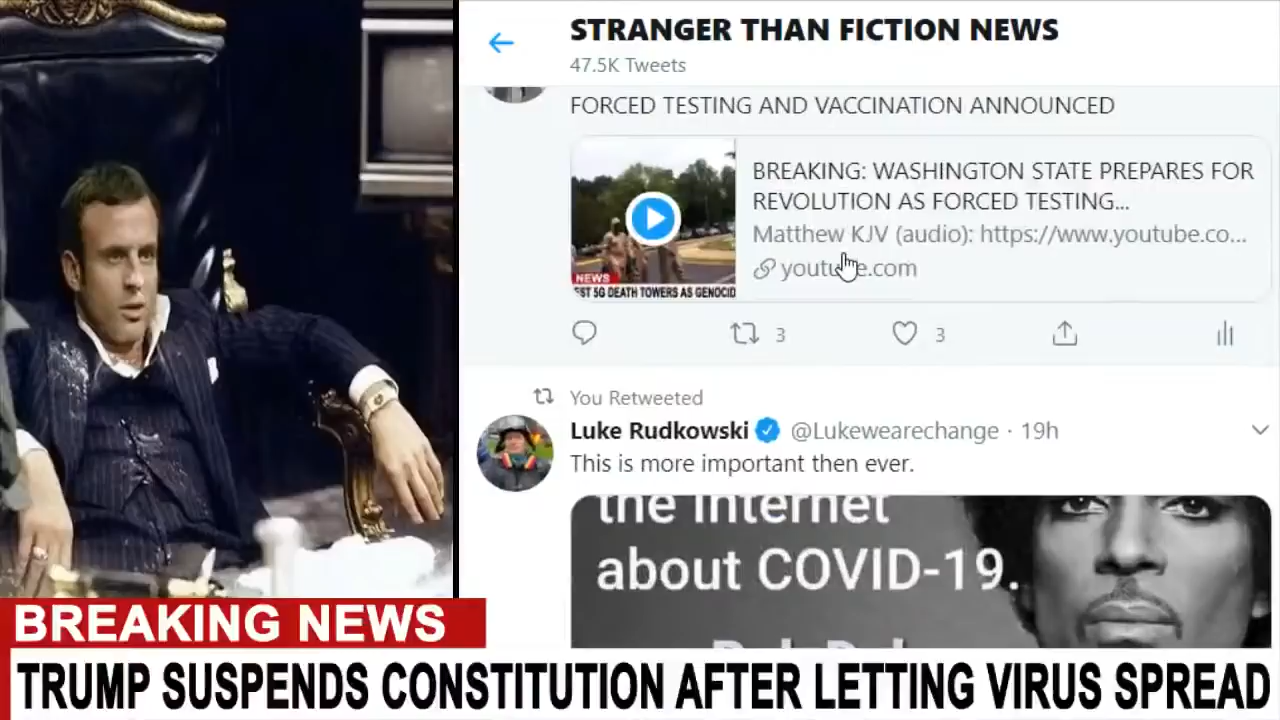 STRANGER THAN FICTION NEWS
47.5K Tweets
FORCED TESTING AND VACCINATION ANNOUNCED
BREAKING: WASHINGTON STATE PREPARES FOR
REVOLUTION AS FORCED TESTING...
Matthew KJV (audio): https://www.youtube.co...
youtube.com
NEWS
EST 5G DEATH TOWERS AS GENOCID
3
3
You Retweeted
Luke Rudkowski @Lukewearechange · 19h
This is more important then ever.
the Internet
about COVID-19.
BREAKING NEWS
TRUMP SUSPENDS CONSTITUTION AFTER LETTING VIRUS SPREAD